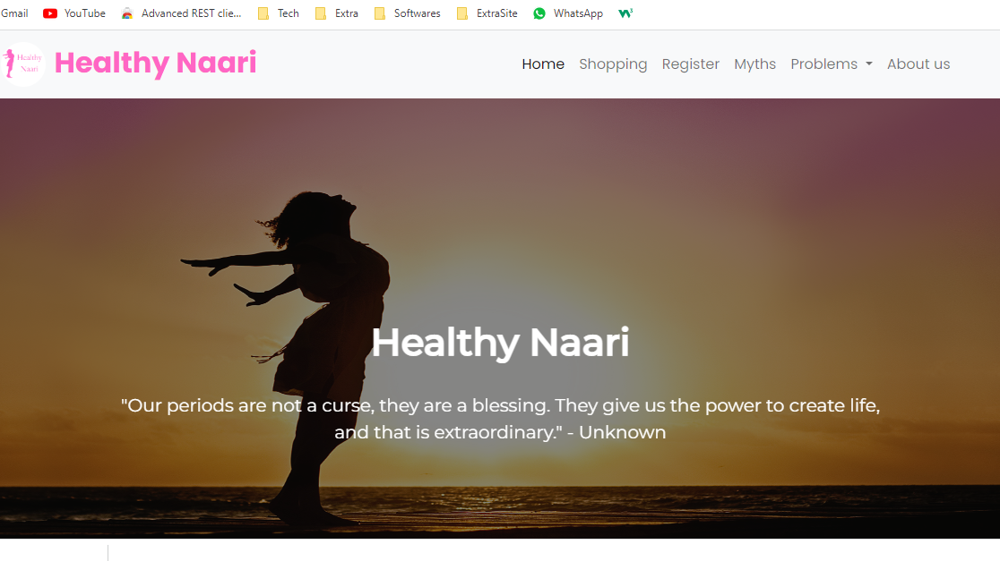 Gmail YouTube Advanced REST clie... Tech Extra Softwares ExtraSite WhatsApp
Healthy
Naari
Healthy Naari
Home Shopping Register Myths Problems About us
Healthy Naari
"Our periods are not a curse, they are a blessing. They give us the power to create life,
and that is extraordinary." - Unknown